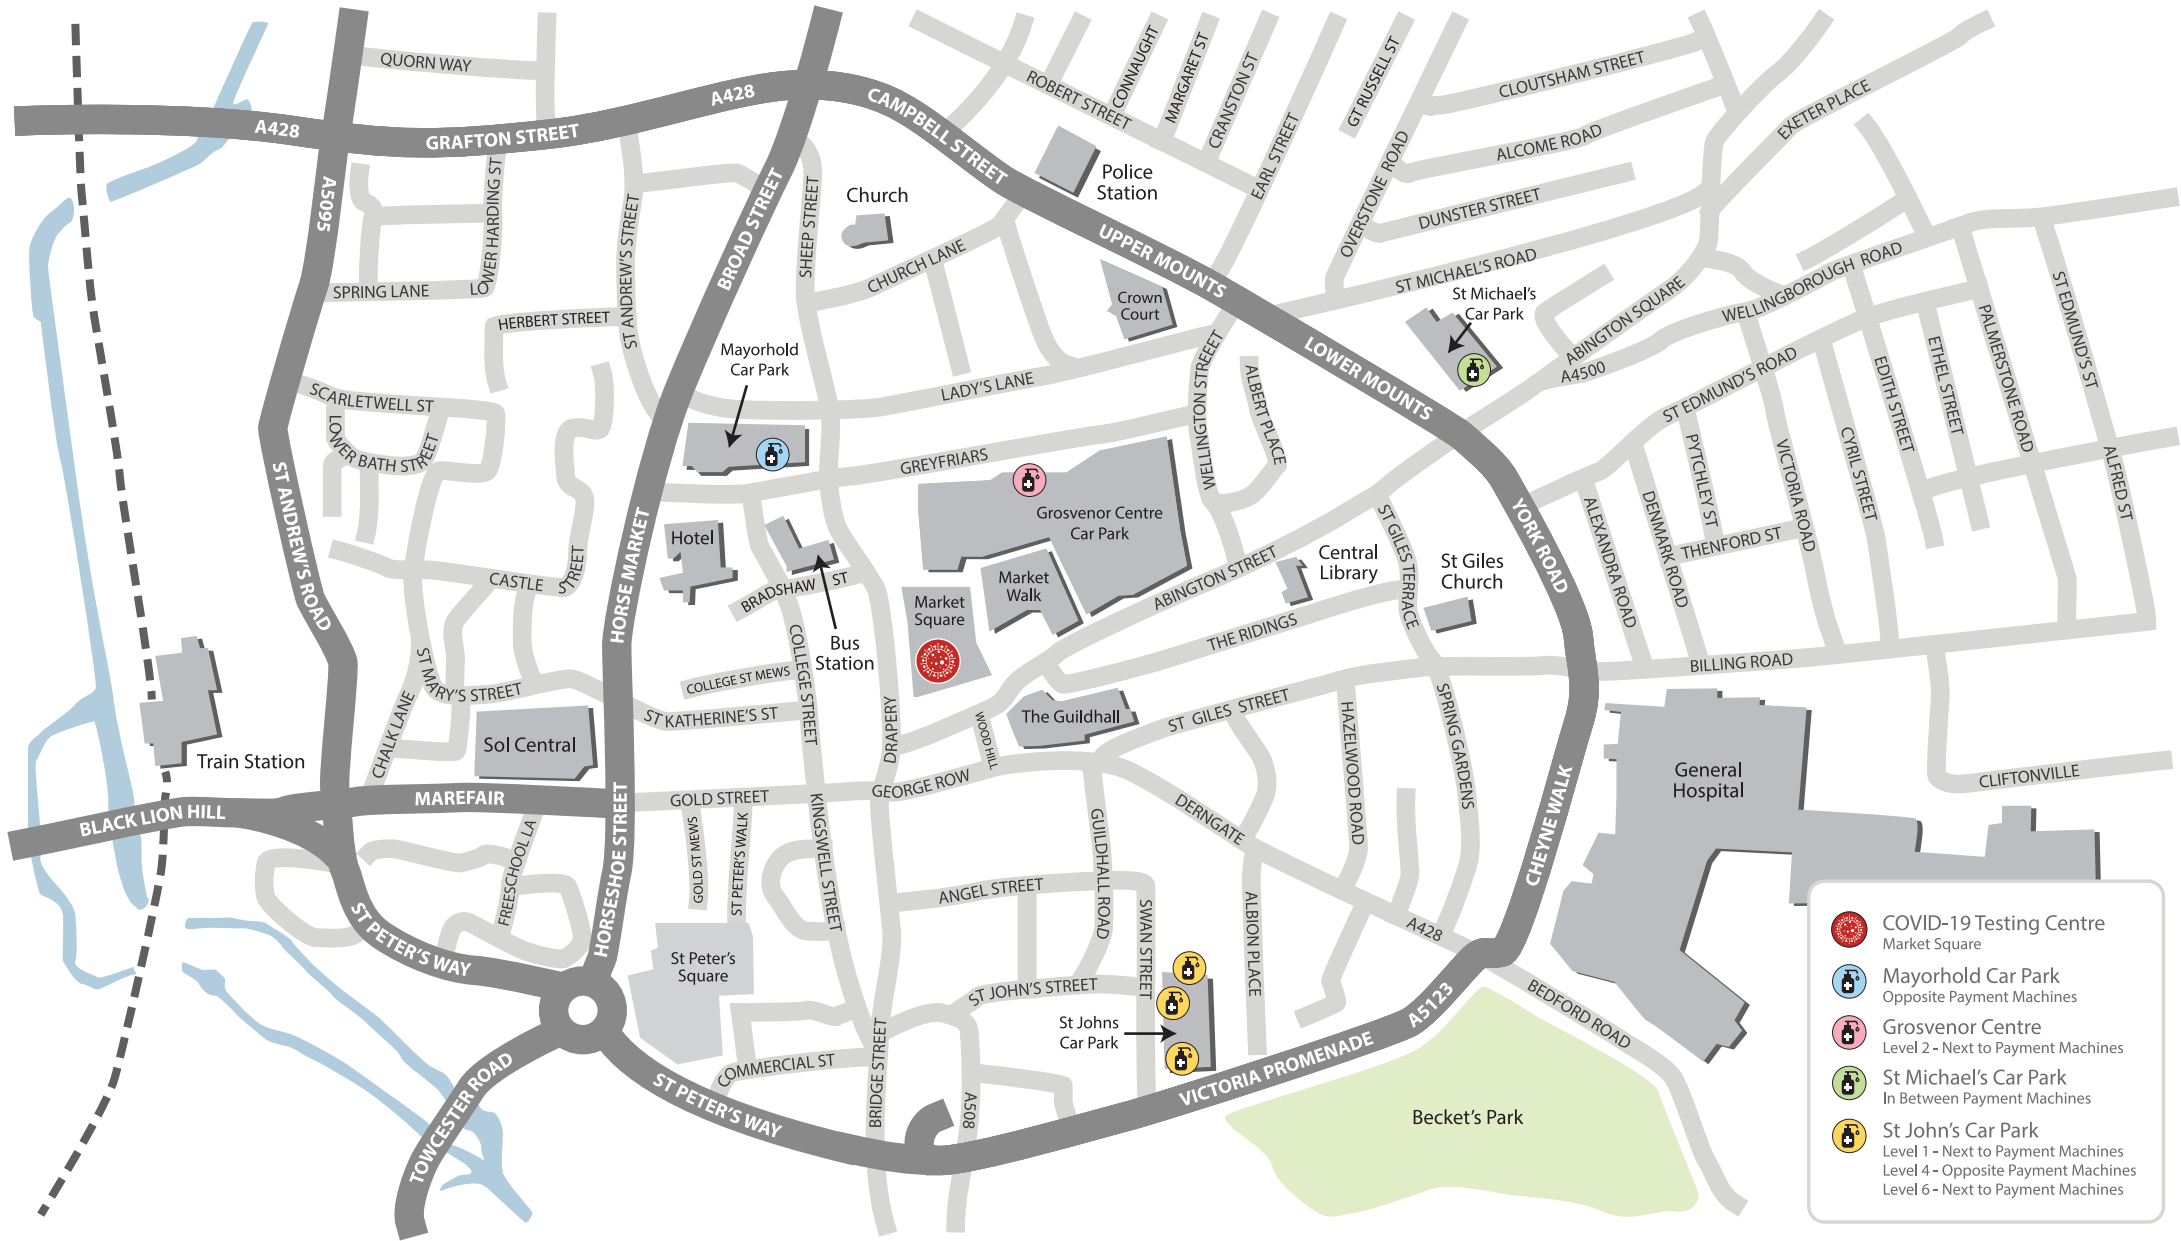 QUORN WAY
A428
GRAFTON STREET
A428
CAMPBELL STREET
ROBERT STREET
CONNAUGHT
MARGARET ST
CRANSTON ST
EARL STREET
GT RUSSELL ST
OVERSTONE ROAD
CLOUTSHAM STREET
ALCOME ROAD
DUNSTER STREET
EXETER PLACE
Police
Station
A5095
LOWER HARDING ST
SPRING LANE
ST ANDREW'S STREET
HERBERT STREET
BROAD STREET
SHEEP STREET
Church
CHURCH LANE
UPPER MOUNTS
Crown
Court
ST MICHAEL'S ROAD
St Michael's
Car Park
ABINGTON SQUARE
WELLINGBOROUGH ROAD
A4500
ST EDMUND'S ROAD
ST EDMUND'S ST
PALMERSTONE ROAD
ETHEL STREET
EDITH STREET
ALFRED ST
CYRIL STREET
VICTORIA ROAD
PYTCHLEY ST
DENMARK ROAD
ALEXANDRA ROAD
THENFORD ST
LOWER MOUNTS
Mayorhold
Car Park
LADY'S LANE
WELLINGTON STREEET
ALBERT PLACE
SCARLETWELL ST
LOWER BATH STREET
GREYFRIARS
ST ANDREW'S ROAD
HORSE MARKET
Hotel
Grosvenor Centre
Car Park
Market
Walk
Market
Square
BRADSHAW ST
Bus
Station
CASTLE STREET
ABINGTON STREET
Central
Library
ST GILES TERRACE
St Giles
Church
YORK ROAD
THE RIDINGS
BILLING ROAD
COLLEGE STREET
COLLEGE ST MEWS
ST KATHERINE'S ST
DRAPERY
ST MARY'S STREET
CHALK LANE
Sol Central
Train Station
WOOD HILL
The Guildhall
ST GILES STREET
HAZELWOOD ROAD
SPRING GARDENS
General
Hospital
CLIFTONVILLE
BLACK LION HILL
MAREFAIR
GOLD STREET
GEORGE ROW
GOLD ST MEWS
ST PETER'S WALK
KINGSWELL STREET
GUILDHALL ROAD
DERNGATE
CHEYNE WALK
FREESCHOOL LA
HORSESHOE STREET
ANGEL STREET
SWAN STREET
ALBION PLACE
A428
ST PETER'S WAY
St Peter's
Square
ST JOHN'S STREET
St Johns
Car Park
BEDFORD ROAD
A5123
COMMERCIAL ST
BRIDGE STREET
A508
VICTORIA PROMENADE
TOWCESTER ROAD
ST PETER'S WAY
Becket's Park
COVID-19 Testing Centre
Market Square
Mayorhold Car Park
Opposite Payment Machines
Grosvenor Centre
Level 2 - Next to Payment Machines
St Michael's Car Park
In Between Payment Machines
St John's Car Park
Level 1 - Next to Payment Machines
Level 4 - Opposite Payment Machines
Level 6 - Next to Payment Machines